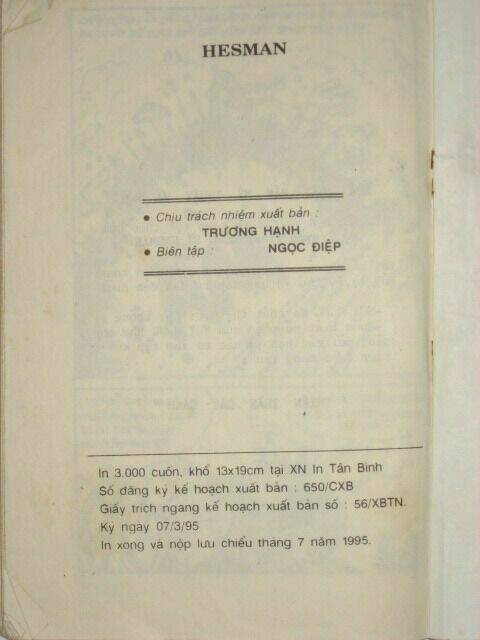 HESMAN
• Chịu trách nhiệm xuất bản :
TRƯƠNG HẠNH
• Biên tập : NGỌC ĐIỆP
In 3.000 cuốn, khổ 13x19cm tại XN In Tân Bình
Số đăng ký kế hoạch xuất bản : 650/CXB
Giấy trích ngang kế hoạch xuất bản số : 56/XBTN.
Ký ngày 07/3/95
In xong và nộp lưu chiểu tháng 7 năm 1995.